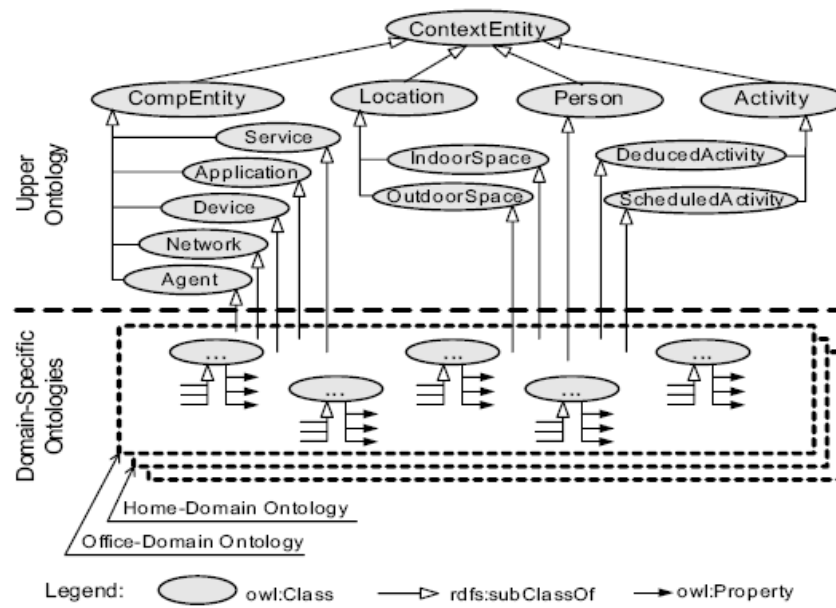 ContextEntity
CompEntity
Location
Person
Activity
Service
Application
Device
Network
Agent
IndoorSpace
OutdoorSpace
DeducedActivity
ScheduledActivity
Upper
Ontology
Domain-Specific
Ontologies
...
...
...
...
...
Home-Domain Ontology
Office-Domain Ontology
Legend: owl:Class rdfs:subClassOf owl:Property